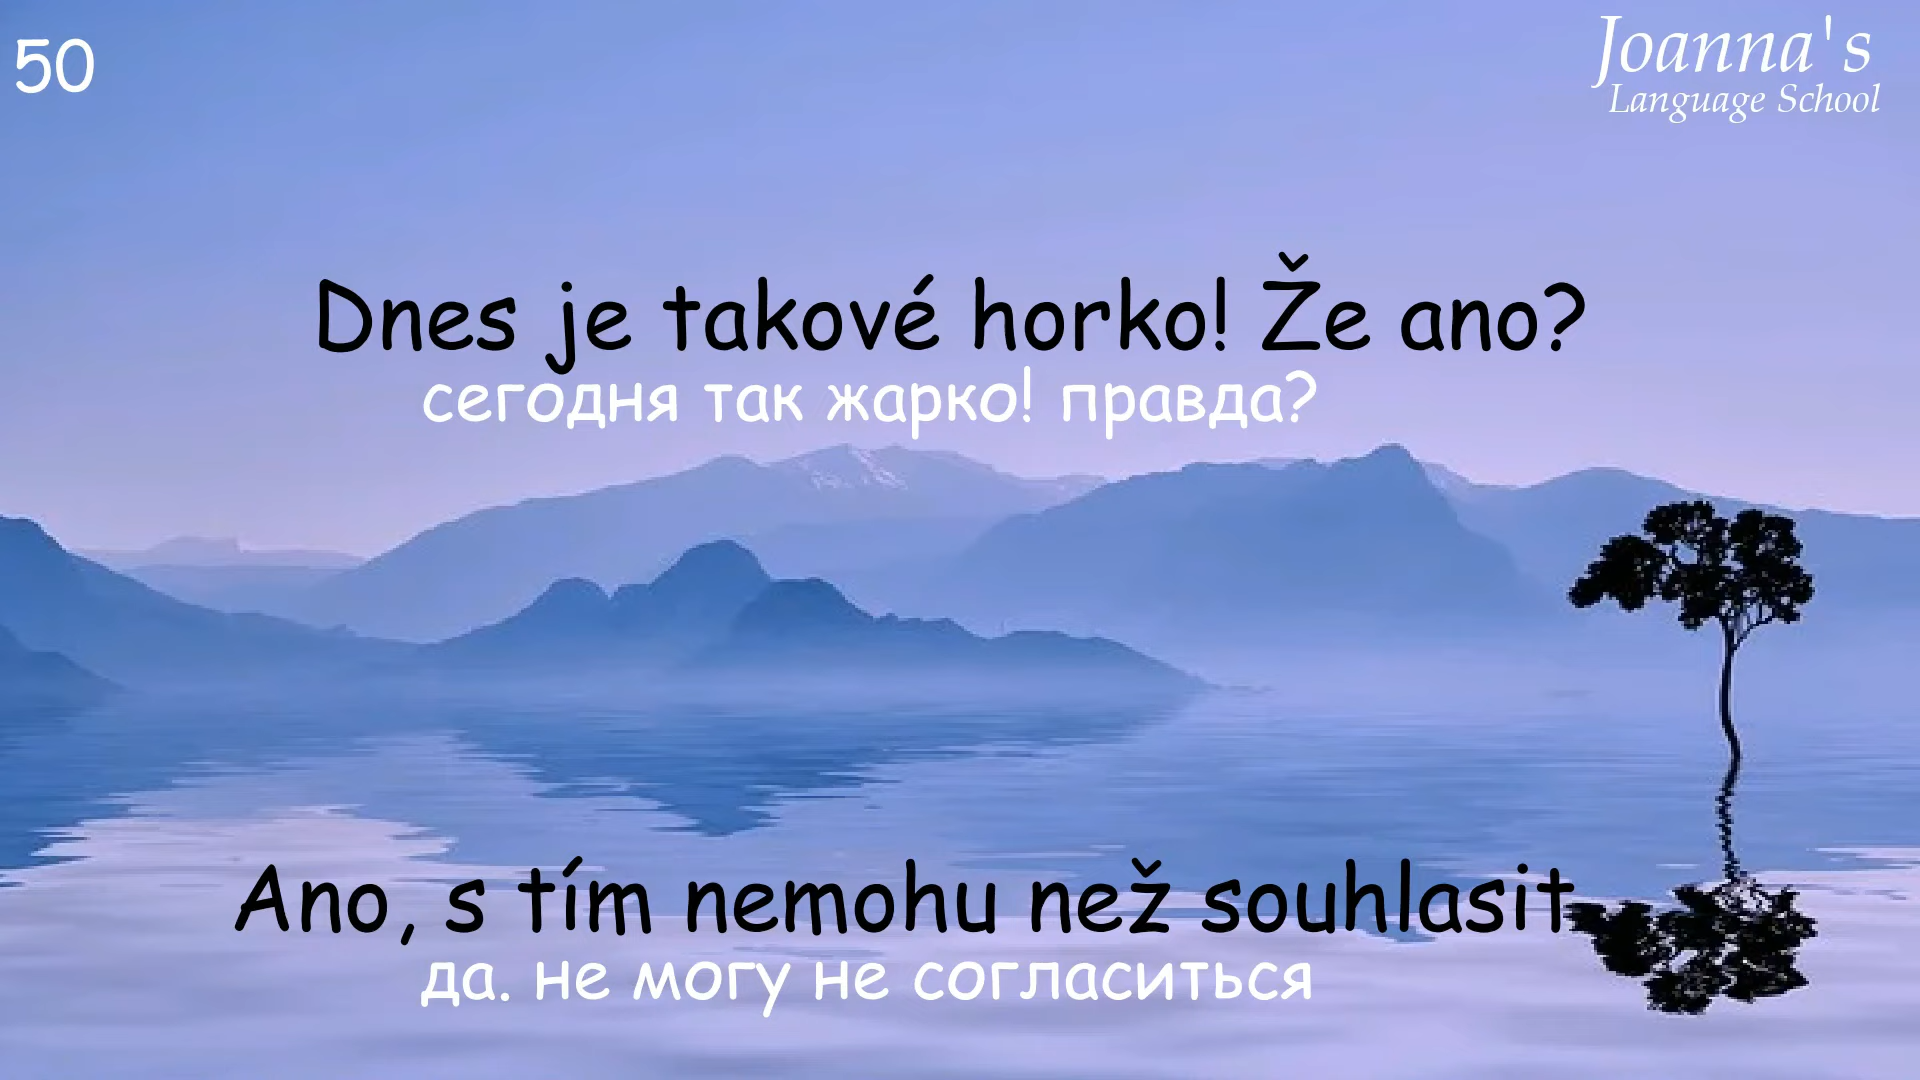 50
Joanna's
Language School
Dnes je takové horko! Že ano?
сегодня так жарко! правда?
Ano, s tím nemohu než souhlasit
да. не могу не согласиться